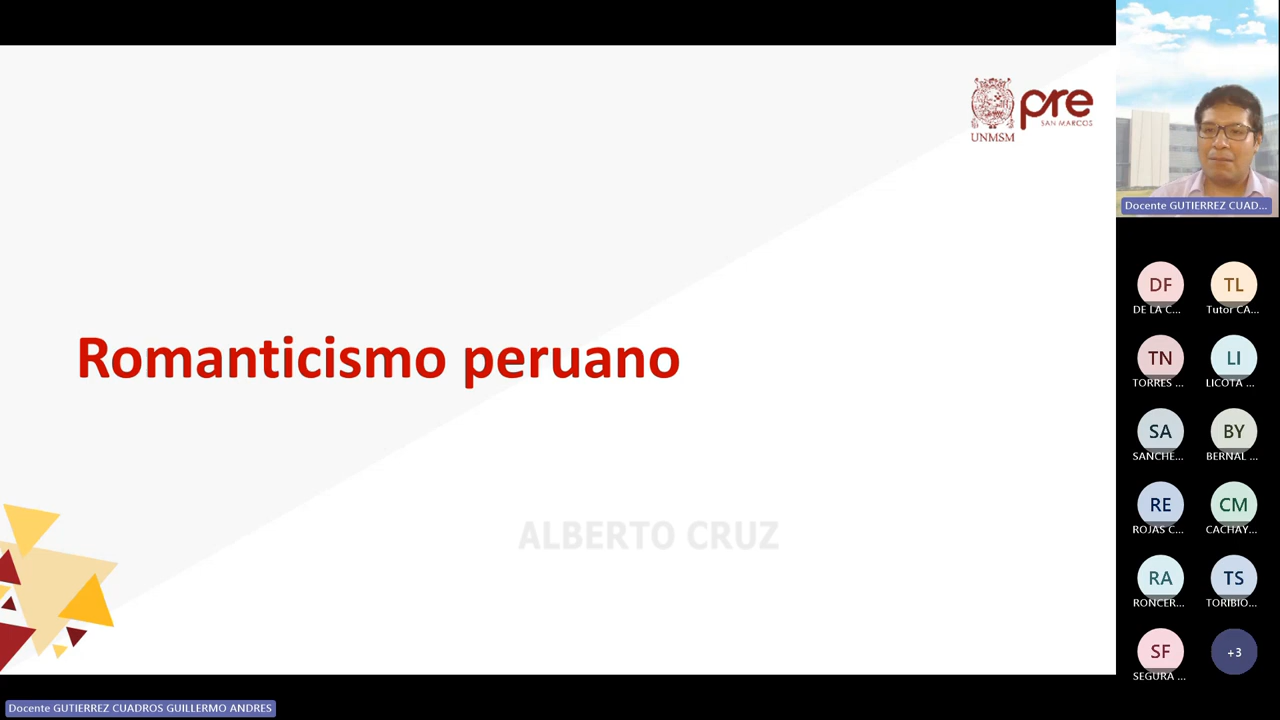 UNMSM
pre
SAN MARCOS
Romanticismo peruano
ALBERTO CRUZ
Docente GUTIERREZ CUAD...
DF
DE LA C...
TL
Tutor CA...
TN
TORRES ...
LI
LICOTA ...
SA
SANCHE...
BY
BERNAL ...
RE
ROJAS C...
CM
CACHAY...
RA
RONCER...
TS
TORIBIO...
SF
SEGURA ...
+3
Docente GUTIERREZ CUADROS GUILLERMO ANDRES